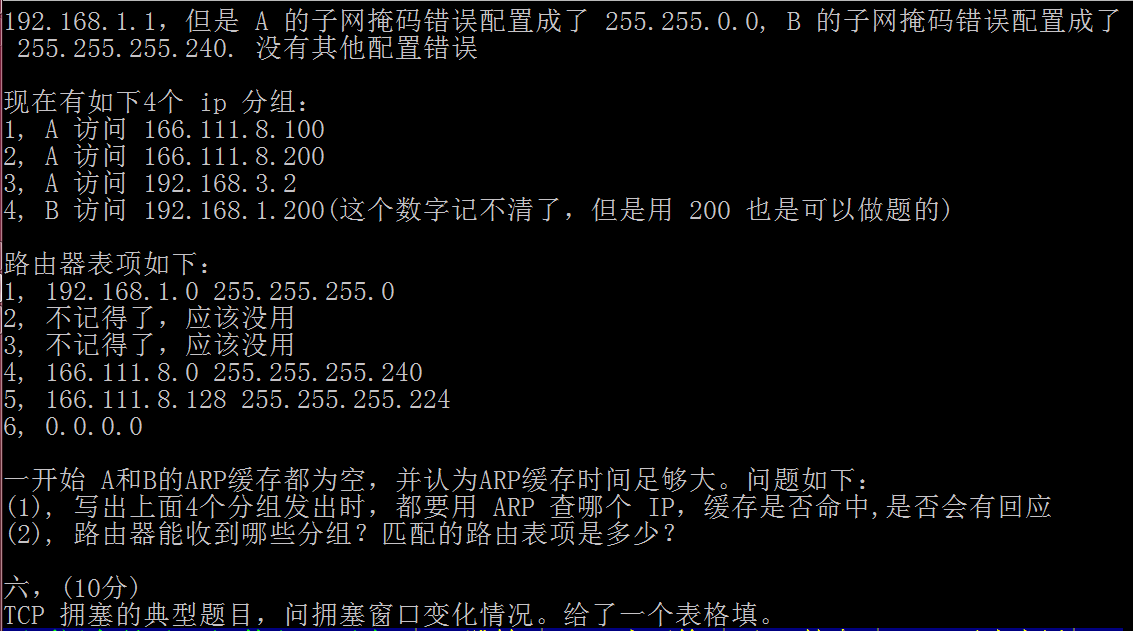 192.168.1.1，但是 A 的子网掩码错误配置成了 255.255.0.0, B 的子网掩码错误配置成了
255.255.255.240. 没有其他配置错误
现在有如下4个 ip 分组：
1, A 访问 166.111.8.100
2, A 访问 166.111.8.200
3, A 访问 192.168.3.2
4, B 访问 192.168.1.200(这个数字记不清了，但是用 200 也是可以做题的)
路由器表项如下：
1, 192.168.1.0 255.255.255.0
2, 不记得了，应该没用
3, 不记得了，应该没用
4, 166.111.8.0 255.255.255.240
5, 166.111.8.128 255.255.255.224
6, 0.0.0.0
一开始 A和B的ARP缓存都为空，并认为ARP缓存时间足够大。问题如下：
(1), 写出上面4个分组发出时，都要用 ARP 查哪个 IP，缓存是否命中,是否会有回应
(2), 路由器能收到哪些分组？匹配的路由表项是多少？
六，(10分)
TCP 拥塞的典型题目，问拥塞窗口变化情况。给了一个表格填。